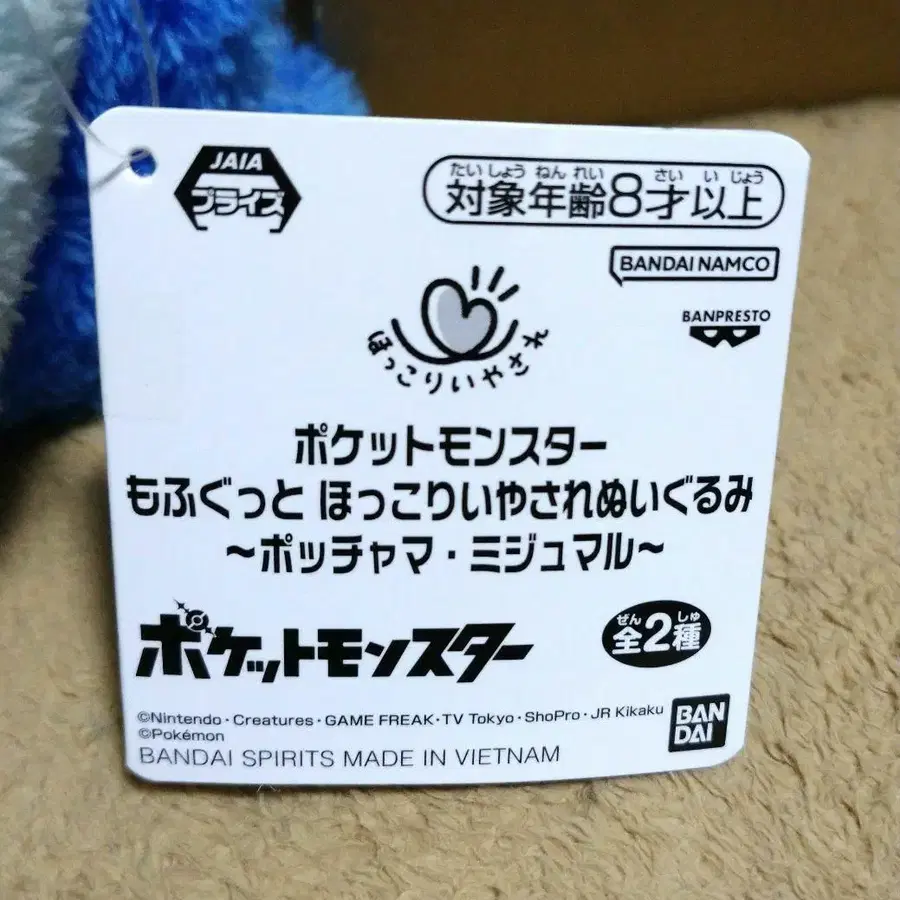 JAIA
プライズ
たいしょうねんれい さいいじょう
対象年齢8才以上
BANDAI NAMCO
BANPRESTO
ほっこりいやされ
ポケットモンスター
もふぐっと ほっこりいやされぬいぐるみ
～ポッチャマ・ミジュマル～
ポケットモンスター
ぜん しゅ
全2種
©Nintendo・Creatures・GAME FREAK・TV Tokyo・ShoPro・JR Kikaku
©Pokémon
BANDAI SPIRITS MADE IN VIETNAM
BAN
DAI